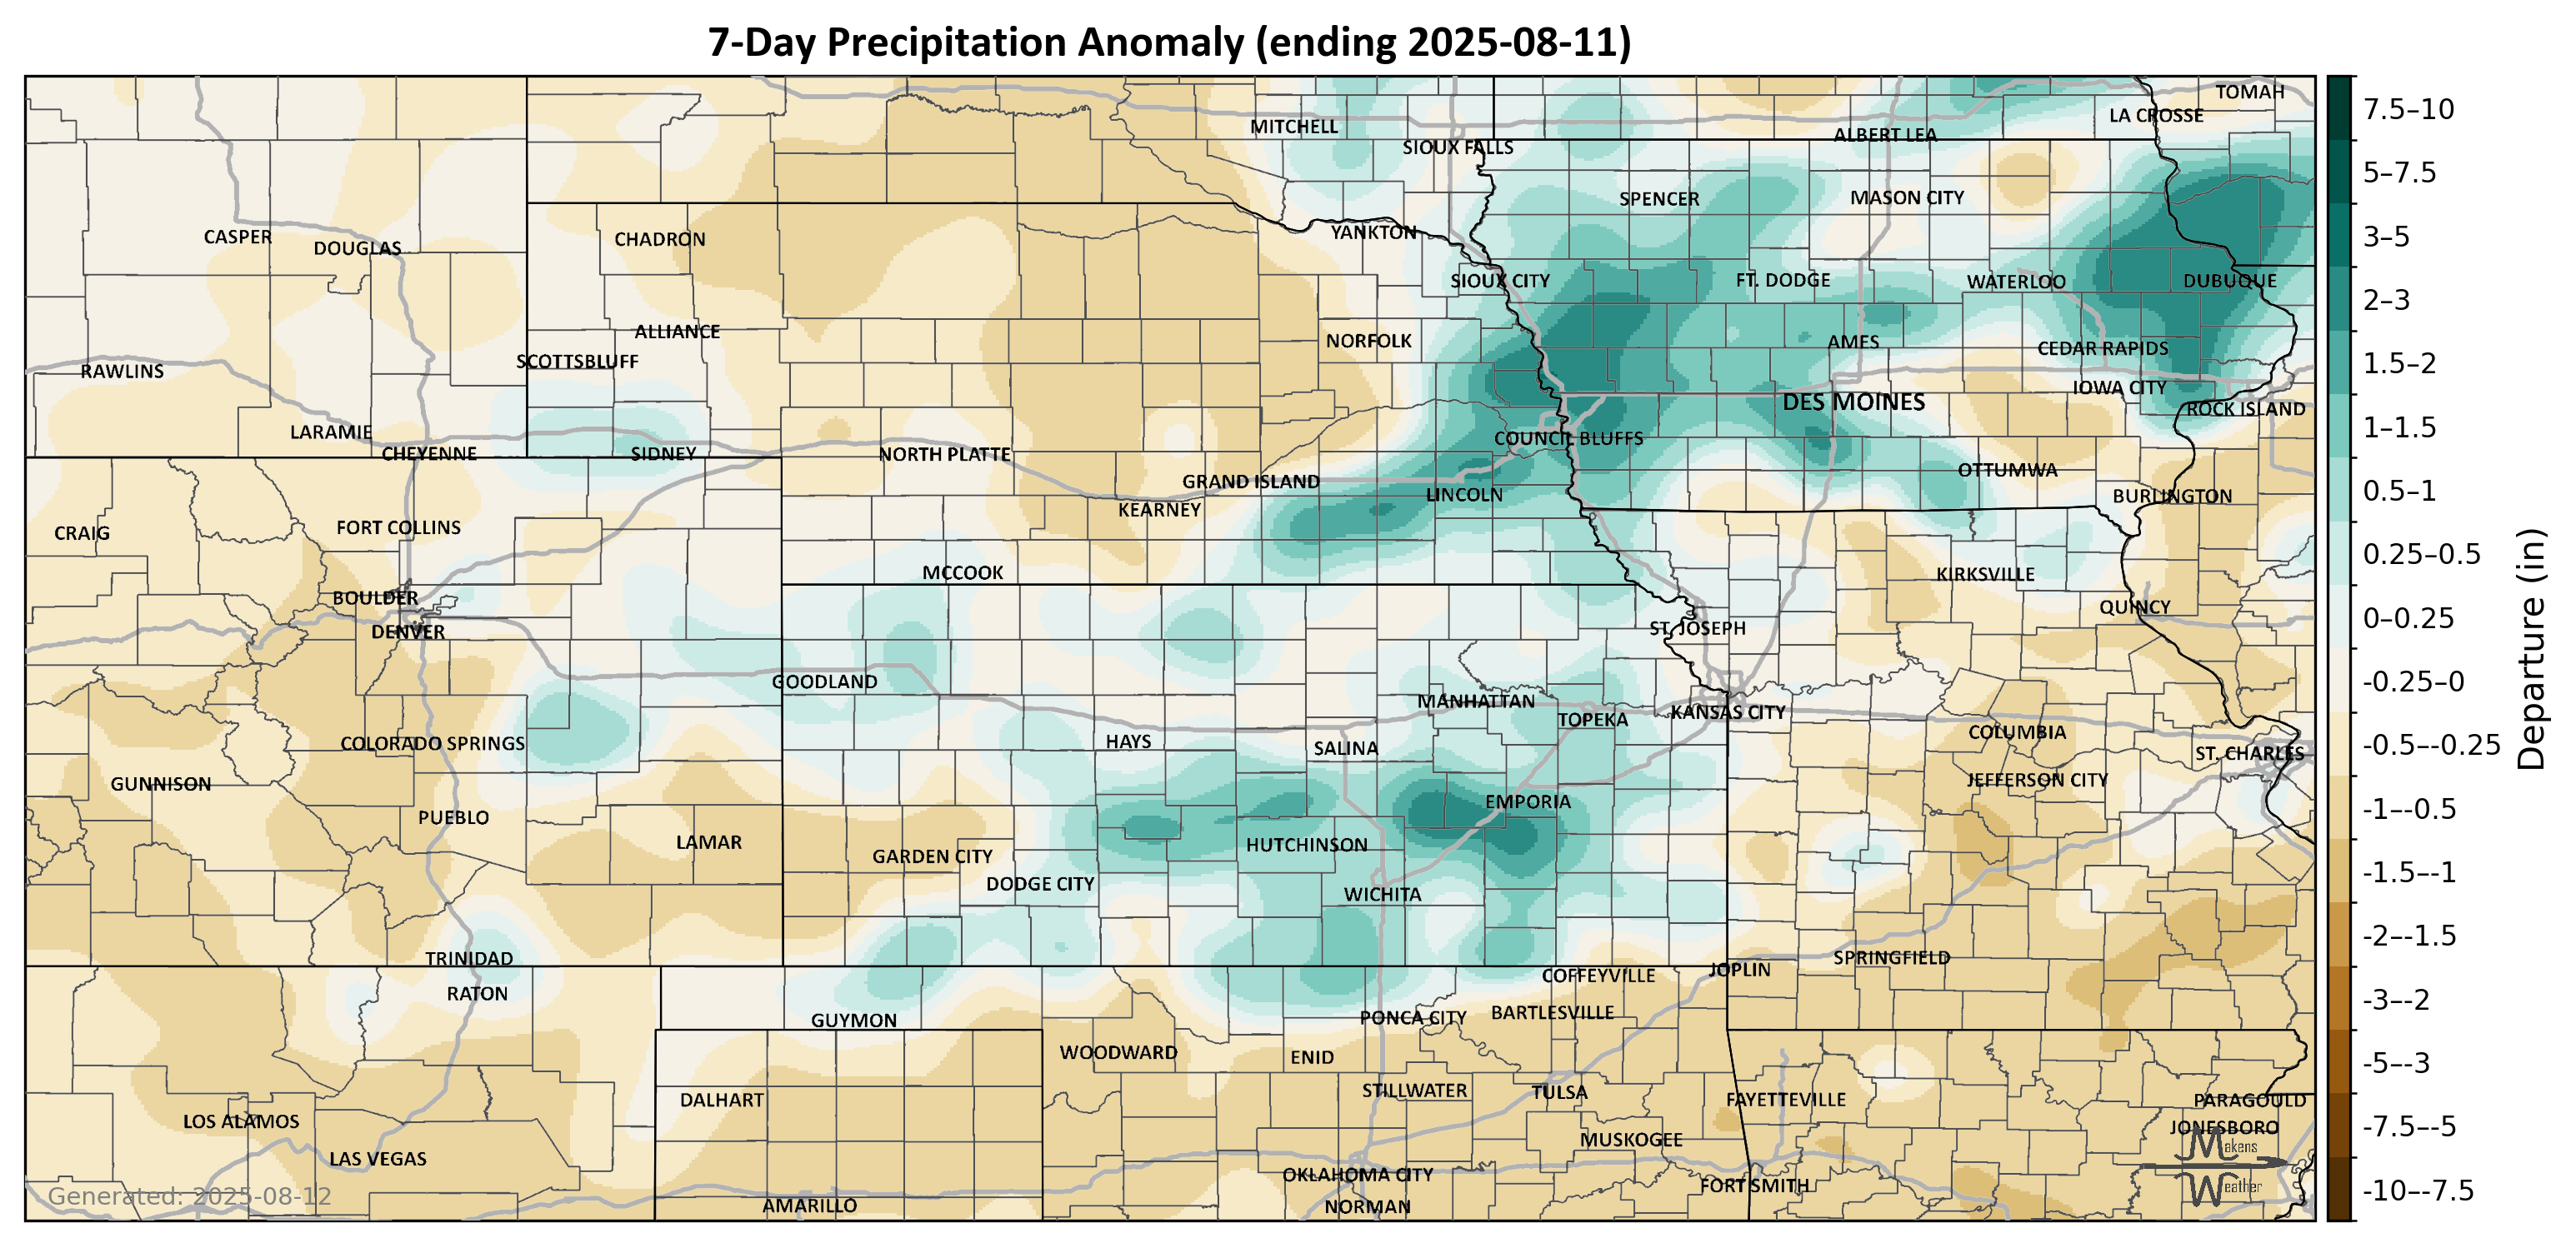 7-Day Precipitation Anomaly (ending 2025-08-11)
TOMAH
LA CROSSE
MITCHELL
ALBERT LEA
SIOUX FALLS
SPENCER
MASON CITY
YANKTON
CASPER
DOUGLAS
CHADRON
SIOUX CITY
FT. DODGE
WATERLOO
DUBUQUE
ALLIANCE
NORFOLK
AMES
CEDAR RAPIDS
SCOTTSBLUFF
RAWLINS
IOWA CITY
DES MOINES
ROCK ISLAND
LARAMIE
CHEYENNE
SIDNEY
NORTH PLATTE
COUNCIL BLUFFS
OTTUMWA
GRAND ISLAND
LINCOLN
BURLINGTON
KEARNEY
CRAIG
FORT COLLINS
MCCOOK
KIRKSVILLE
BOULDER
QUINCY
DENVER
ST. JOSEPH
GOODLAND
MANHATTAN
TOPEKA
KANSAS CITY
COLORADO SPRINGS
HAYS
SALINA
COLUMBIA
ST. CHARLES
GUNNISON
JEFFERSON CITY
PUEBLO
EMPORIA
LAMAR
GARDEN CITY
HUTCHINSON
DODGE CITY
WICHITA
TRINIDAD
SPRINGFIELD
RATON
COFFEYVILLE
JOPLIN
GUYMON
PONCA CITY
BARTLESVILLE
WOODWARD
ENID
DALHART
STILLWATER
TULSA
FAYETTEVILLE
PARAGOULD
LOS ALAMOS
JONESBORO
MUSKOGEE
LAS VEGAS
OKLAHOMA CITY
FORT SMITH
AMARILLO
NORMAN
Generated: 2025-08-12
Makens
Weather
7.5–10
5–7.5
3–5
2–3
1.5–2
1–1.5
0.5–1
0.25–0.5
0–0.25
-0.25–0
-0.5–-0.25
-1–-0.5
-1.5–-1
-2–-1.5
-3–-2
-5–-3
-7.5–-5
-10–-7.5
Departure (in)